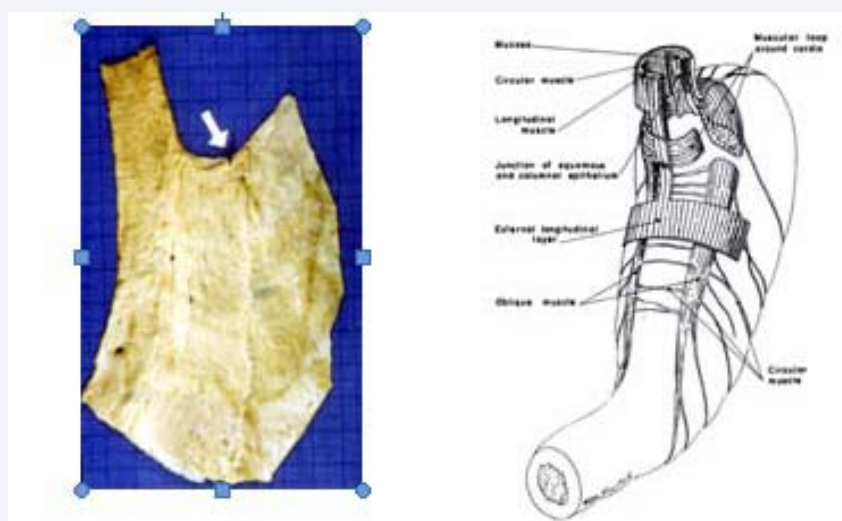 Mucosa
Circular muscle
Longitudinal
muscle
Junction of squamous
and columnar epithelium
External longitudinal
layer
Oblique muscle
Muscular loop
around cardia
Circular
muscle